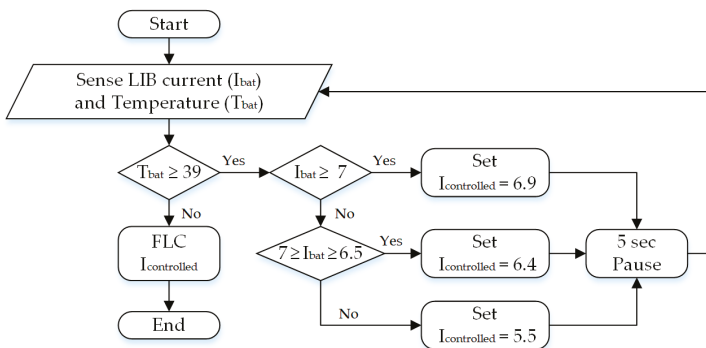 Start
Sense LIB current (Ibat)
and Temperature (Tbat)
Tbat ≥ 39
Yes
Ibat ≥ 7
Yes
Set
Icontrolled = 6.9
No
No
FLC
Icontrolled
7 ≥ Ibat ≥ 6.5
Yes
Set
Icontrolled = 6.4
5 sec
Pause
End
No
Set
Icontrolled = 5.5